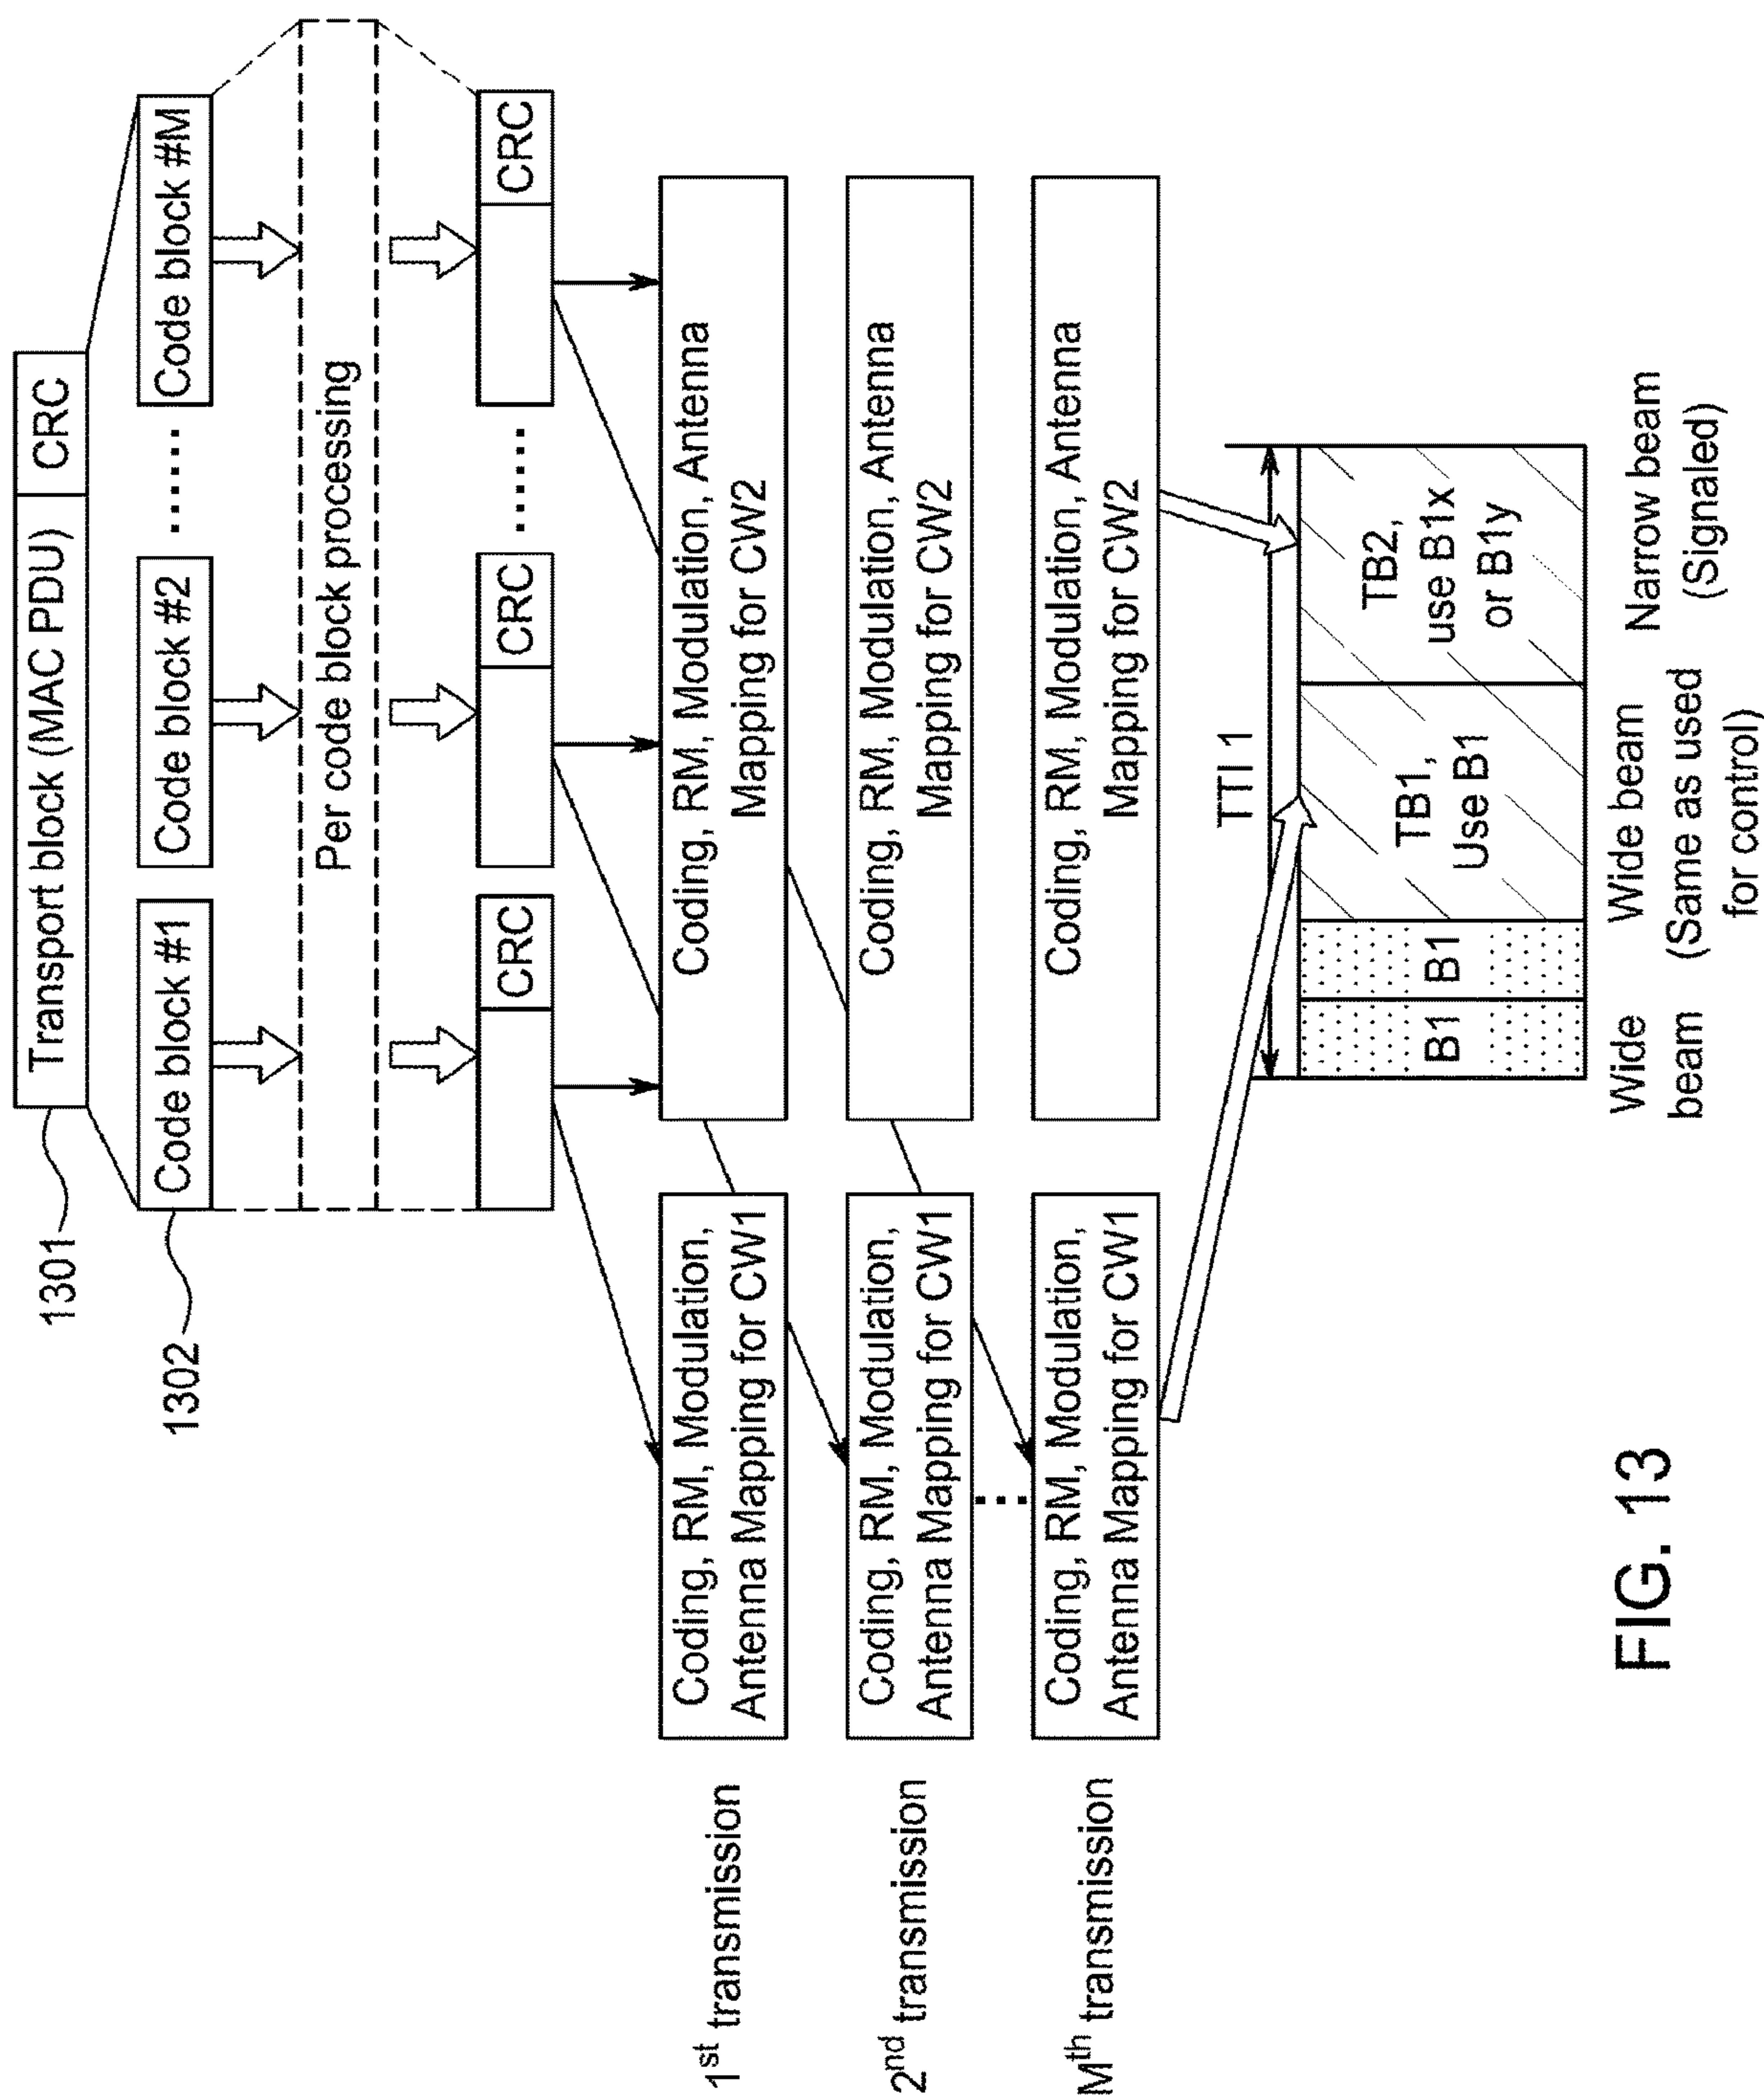 Transport block (MAC PDU)
CRC
1301
Code block #1
Code block #2
......
Code block #M
1302
Per code block processing
CRC
CRC
......
CRC
1st transmission
Coding, RM, Modulation,
Antenna Mapping for CW1
Coding, RM, Modulation, Antenna
Mapping for CW2
2nd transmission
Coding, RM, Modulation,
Antenna Mapping for CW1
Coding, RM, Modulation, Antenna
Mapping for CW2
Mth transmission
Coding, RM, Modulation,
Antenna Mapping for CW1
Coding, RM, Modulation, Antenna
Mapping for CW2
TTI 1
B1
B1
TB1,
Use B1
TB2,
use B1x
or B1y
Wide
beam
Wide beam
(Same as used
for control)
Narrow beam
(Signaled)
FIG. 13